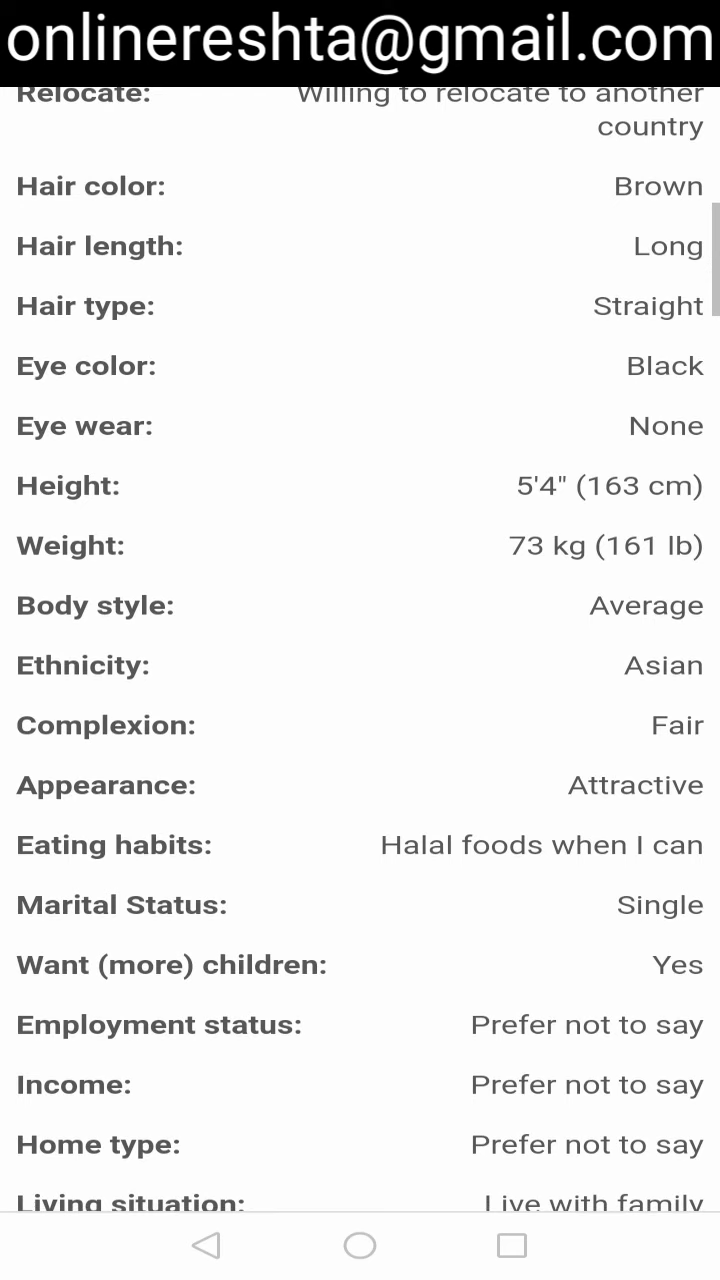 onlinereshta@gmail.com
Relocate: Willing to relocate to another
country
Hair color: Brown
Hair length: Long
Hair type: Straight
Eye color: Black
Eye wear: None
Height: 5'4" (163 cm)
Weight: 73 kg (161 lb)
Body style: Average
Ethnicity: Asian
Complexion: Fair
Appearance: Attractive
Eating habits: Halal foods when I can
Marital Status: Single
Want (more) children: Yes
Employment status: Prefer not to say
Income: Prefer not to say
Home type: Prefer not to say
Living situation: Live with family